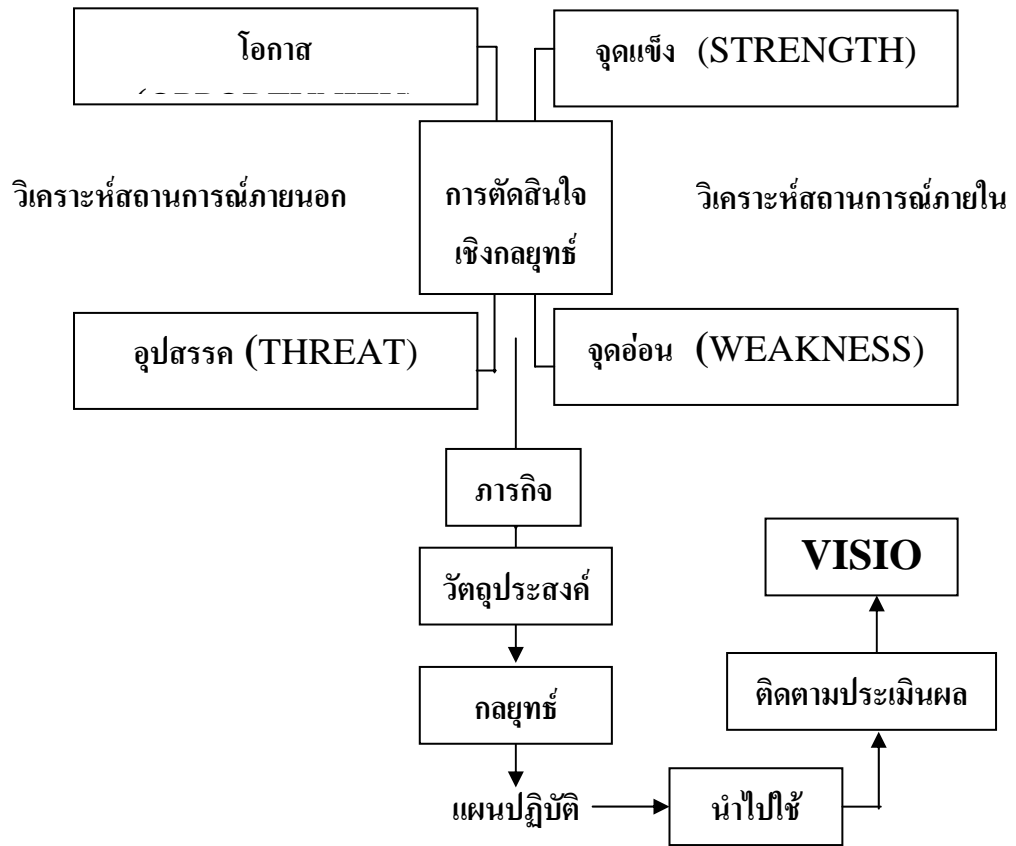 โอกาส
จุดแข็ง (STRENGTH)
วิเคราะห์สถานการณ์ภายนอก
การตัดสินใจ
เชิงกลยุทธ์
วิเคราะห์สถานการณ์ภายใน
อุปสรรค (THREAT)
จุดอ่อน (WEAKNESS)
ภารกิจ
วัตถุประสงค์
กลยุทธ์
แผนปฏิบัติ
นำไปใช้
ติดตามประเมินผล
VISIO